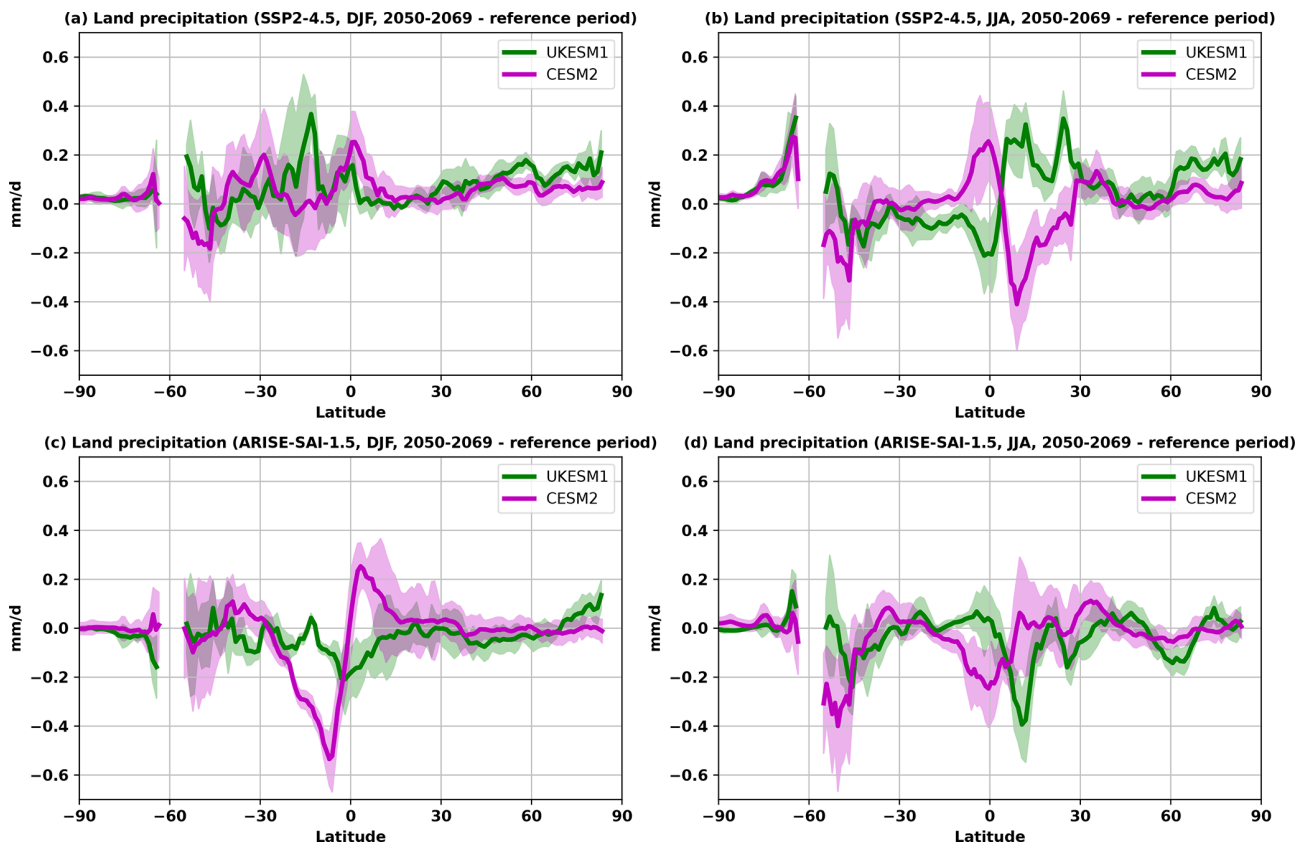 (a) Land precipitation (SSP2-4.5, DJF, 2050-2069 - reference period)
UKESM1
CESM2
mm/d
0.6
0.4
0.2
0.0
−0.2
−0.4
−0.6
−90 −60 −30 0 30 60 90
Latitude
(b) Land precipitation (SSP2-4.5, JJA, 2050-2069 - reference period)
UKESM1
CESM2
mm/d
0.6
0.4
0.2
0.0
−0.2
−0.4
−0.6
−90 −60 −30 0 30 60 90
Latitude
(c) Land precipitation (ARISE-SAI-1.5, DJF, 2050-2069 - reference period)
UKESM1
CESM2
mm/d
0.6
0.4
0.2
0.0
−0.2
−0.4
−0.6
−90 −60 −30 0 30 60 90
Latitude
(d) Land precipitation (ARISE-SAI-1.5, JJA, 2050-2069 - reference period)
UKESM1
CESM2
mm/d
0.6
0.4
0.2
0.0
−0.2
−0.4
−0.6
−90 −60 −30 0 30 60 90
Latitude